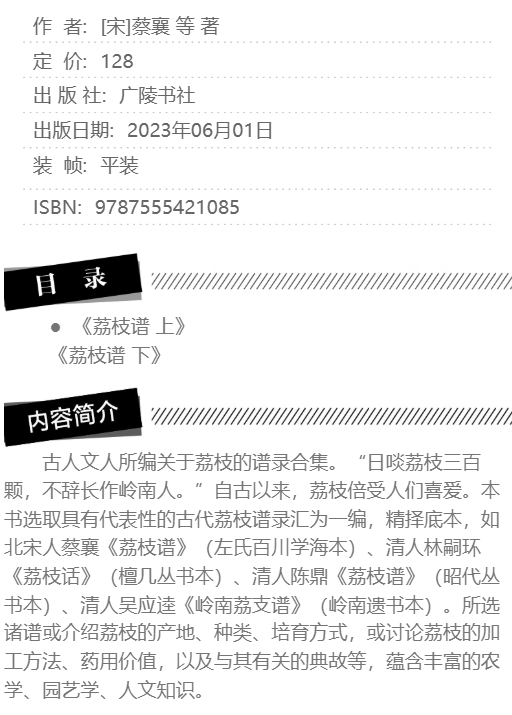 作 者: [宋]蔡襄 等 著
定 价: 128
出 版 社: 广陵书社
出版日期: 2023年06月01日
装 帧: 平装
ISBN: 9787555421085
目 录
● 《荔枝谱 上》
《荔枝谱 下》
内容简介
古人文人所编关于荔枝的谱录合集。“日啖荔枝三百
颗，不辞长作岭南人。”自古以来，荔枝倍受人们喜爱。本
书选取具有代表性的古代荔枝谱录汇为一编，精择底本，如
北宋人蔡襄《荔枝谱》（左氏百川学海本）、清人林嗣环
《荔枝话》（檀几丛书本）、清人陈鼎《荔枝谱》（昭代丛
书本）、清人吴应逵《岭南荔支谱》（岭南遗书本）。所选
诸谱或介绍荔枝的产地、种类、培育方式，或讨论荔枝的加
工方法、药用价值，以及与其有关的典故等，蕴含丰富的农
学、园艺学、人文知识。